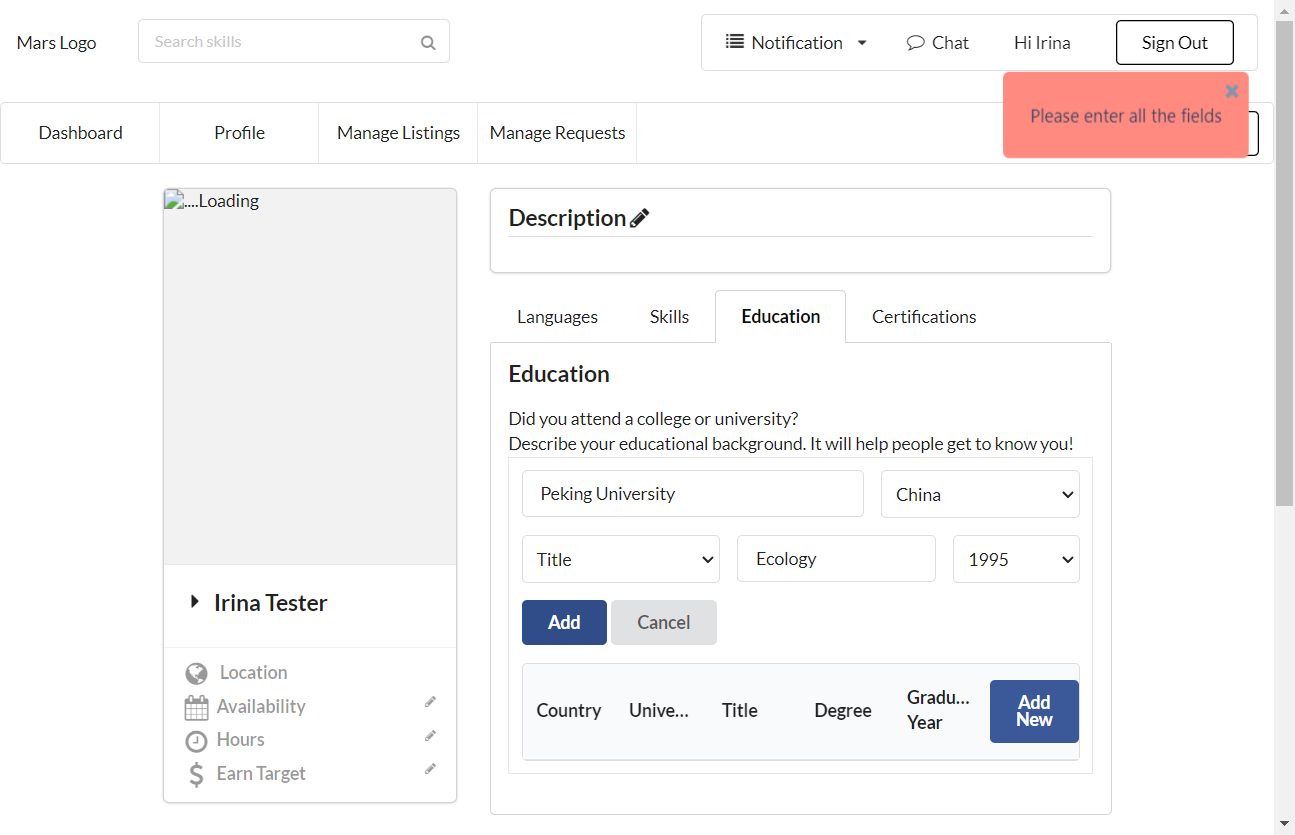 Mars Logo
Search skills
Notification
Chat
Hi Irina
Sign Out
Please enter all the fields
Dashboard
Profile
Manage Listings
Manage Requests
....Loading
Irina Tester
Location
Availability
Hours
Earn Target
Description
Languages
Skills
Education
Certifications
Education
Did you attend a college or university?
Describe your educational background. It will help people get to know you!
Peking University
China
Title
Ecology
1995
Add
Cancel
Country
Unive...
Title
Degree
Gradu...
Year
Add
New